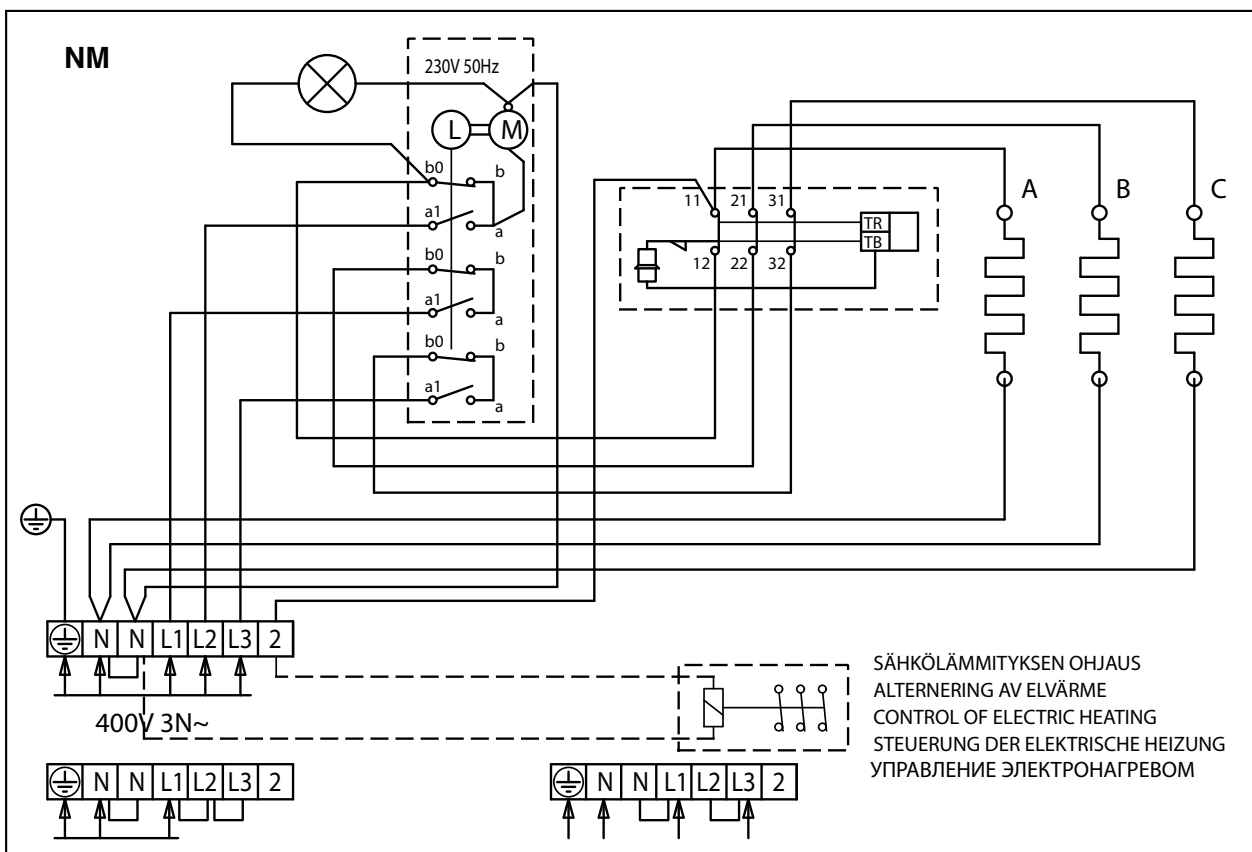 NM
230V 50Hz
L M
b0 b
a1 a
b0 b
a1 a
b0 b
a1 a
11 21 31
TR
TB
12 22 32
A B C
N N L1 L2 L3 2
400V 3N~
SÄHKÖLÄMMITYKSEN OHJAUS
ALTERNERING AV ELVÄRME
CONTROL OF ELECTRIC HEATING
STEUERUNG DER ELEKTRISCHE HEIZUNG
УПРАВЛЕНИЕ ЭЛЕКТРОНАГРЕВОМ
N N L1 L2 L3 2
N N L1 L2 L3 2